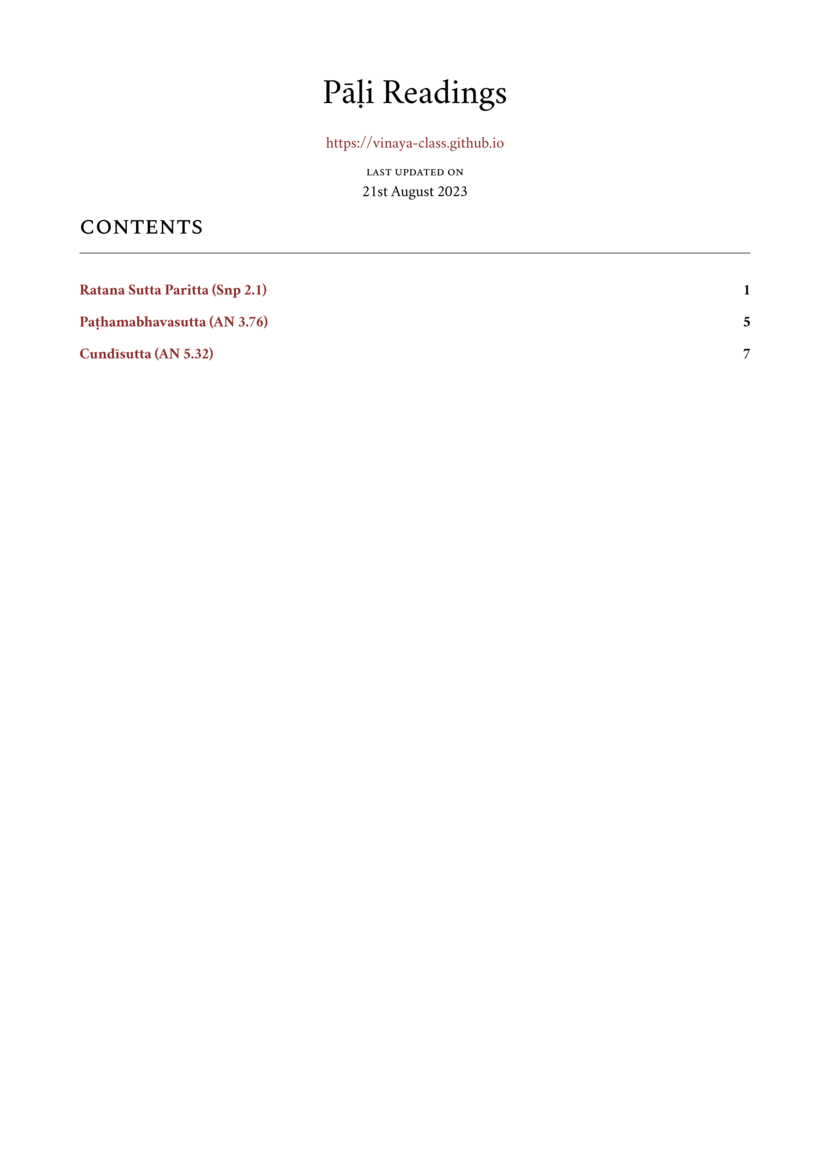 Pāḷi Readings
https://vinaya-class.github.io
LAST UPDATED ON
21st August 2023
CONTENTS
Ratana Sutta Paritta (Snp 2.1) 1
Paṭhamabhavasutta (AN 3.76) 5
Cundīsutta (AN 5.32) 7